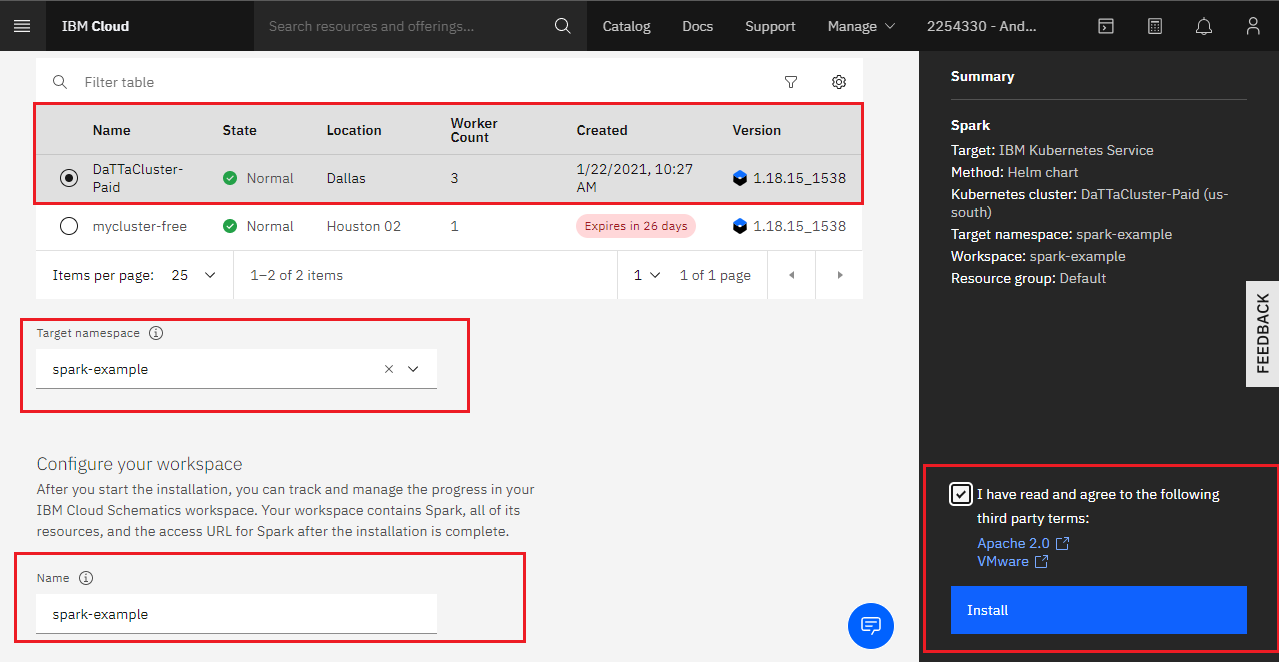 IBM Cloud
Search resources and offerings...
Catalog
Docs
Support
Manage
2254330 - And...
Filter table
Name
State
Location
Worker
Count
Created
Version
DaTTaCluster-
Paid
Normal
Dallas
3
1/22/2021, 10:27
AM
1.18.15_1538
mycluster-free
Normal
Houston 02
1
Expires in 26 days
1.18.15_1538
Items per page: 25
1–2 of 2 items
1
1 of 1 page
Target namespace
spark-example
Configure your workspace
After you start the installation, you can track and manage the progress in your
IBM Cloud Schematics workspace. Your workspace contains Spark, all of its
resources, and the access URL for Spark after the installation is complete.
Name
spark-example
Summary
Spark
Target: IBM Kubernetes Service
Method: Helm chart
Kubernetes cluster: DaTTaCluster-Paid (us-
south)
Target namespace: spark-example
Workspace: spark-example
Resource group: Default
FEEDBACK
I have read and agree to the following
third party terms:
Apache 2.0
VMware
Install